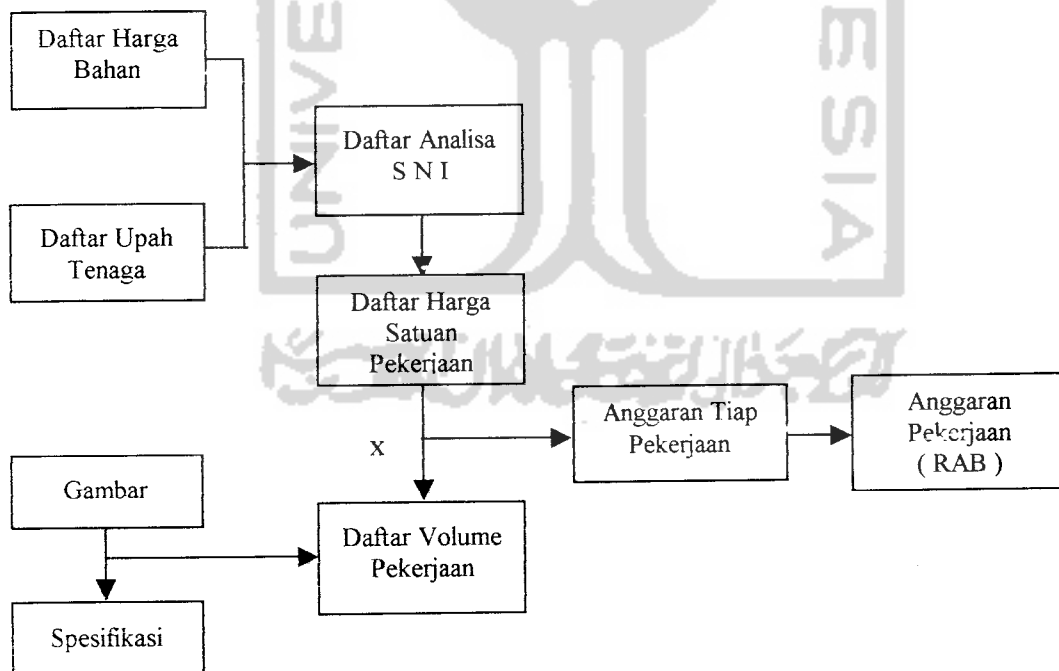 Daftar Harga
Bahan
Daftar Upah
Tenaga
Daftar Analisa
S N I
Daftar Harga
Satuan
Pekerjaan
X
Anggaran Tiap
Pekerjaan
Anggaran
Pekerjaan
( RAB )
Gambar
Daftar Volume
Pekerjaan
Spesifikasi